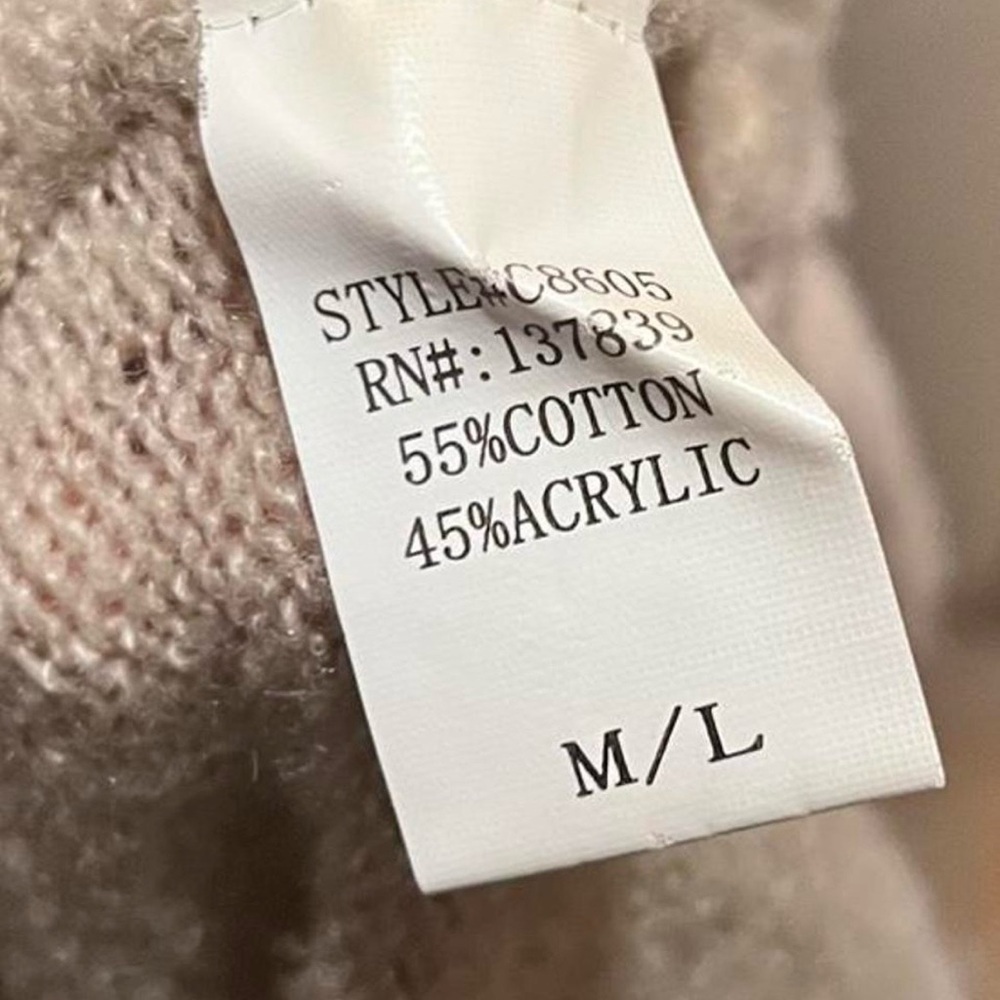 STYLE#C8605
RN#:137839
55%COTTON
45%ACRYLIC
M/L